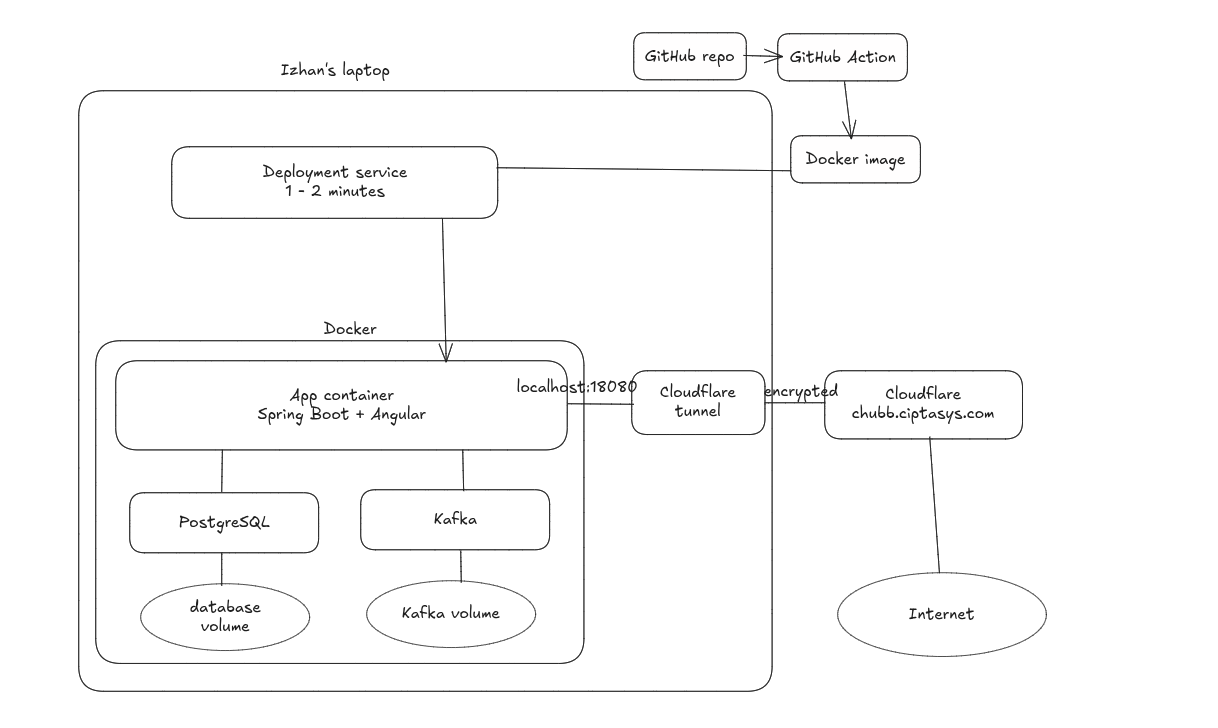 GitHub repo
GitHub Action
Izhan's laptop
Docker image
Deployment service
1 - 2 minutes
Docker
App container
Spring Boot + Angular
localhost:18080
Cloudflare
tunnel
encrypted
Cloudflare
chubb.ciptasys.com
PostgreSQL
Kafka
database
volume
Kafka volume
Internet